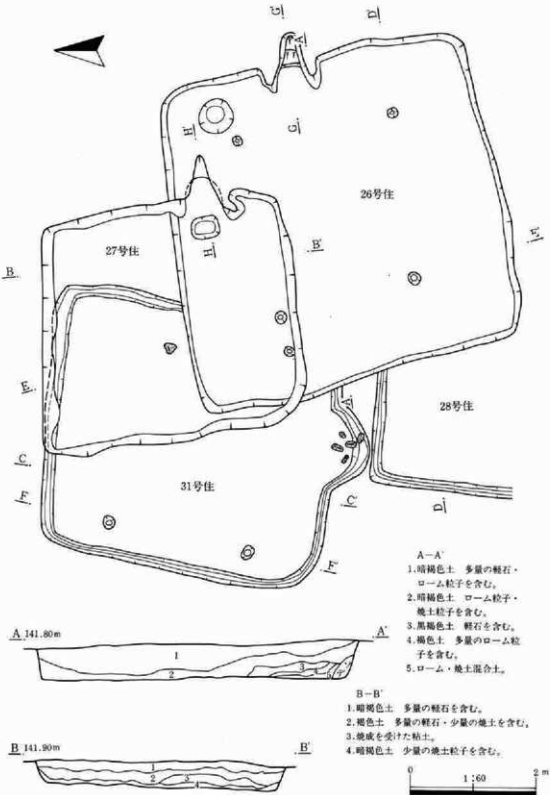 G'
A
D'
H'
G
26号住
27号住
B'
E'
H
B
E
A'
28号住
C
31号住
F
C'
D
F'
A-A'
1.暗褐色土 多量の軽石・
ローム粒子を含む。
2.暗褐色土 ローム粒子・
焼土粒子を含む。
3.黒褐色土 軽石を含む。
4.褐色土 多量のローム粒
子を含む。
5.ローム・焼土混合土。
A 141.80m A'
1
2
3
B-B'
1.暗褐色土 多量の軽石を含む。
2.褐色土 多量の軽石・少量の焼土を含む。
3.焼成を受けた粘土。
4.暗褐色土 少量の焼土粒子を含む。
B 141.90m B'
1
2
3
4
0 1:60 2m